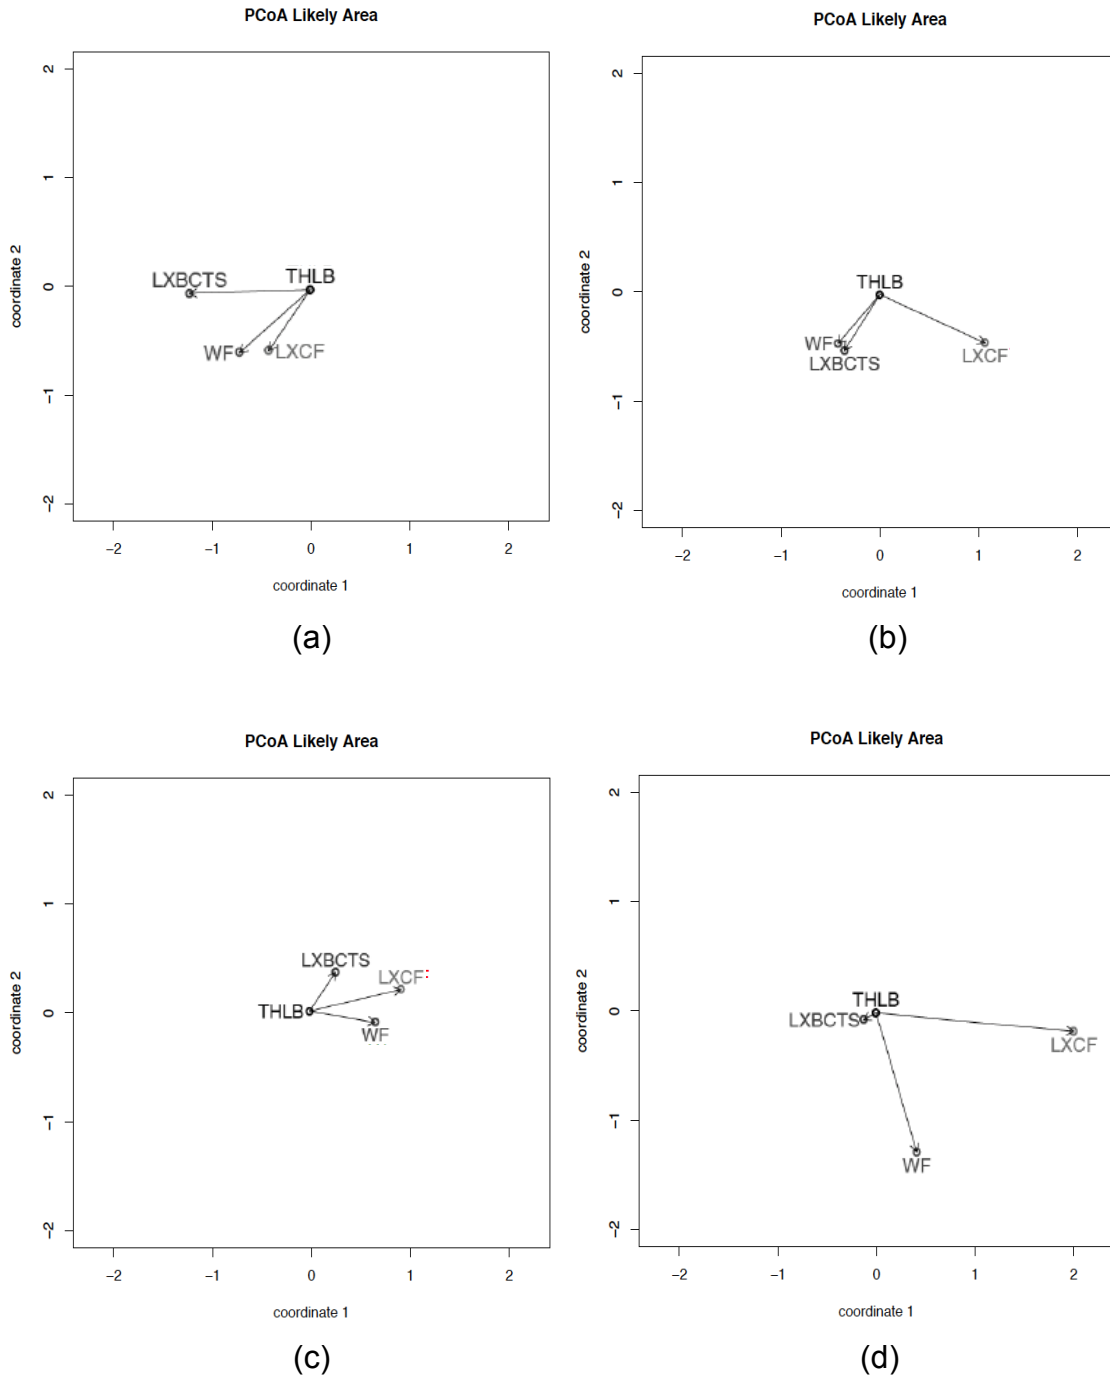 PCoA Likely Area
2
1
0
-1
-2
coordinate 2
LXBCTS
THLB
WF
LXCF
-2
-1
0
1
2
coordinate 1
(a)
PCoA Likely Area
2
1
0
-1
-2
coordinate 2
THLB
WF
LXBCTS
LXCF
-2
-1
0
1
2
coordinate 1
(b)
PCoA Likely Area
2
1
0
-1
-2
coordinate 2
LXBCTS
LXCF
THLB
WF
-2
-1
0
1
2
coordinate 1
(c)
PCoA Likely Area
2
1
0
-1
-2
coordinate 2
THLB
LXBCTS
LXCF
WF
-2
-1
0
1
2
coordinate 1
(d)